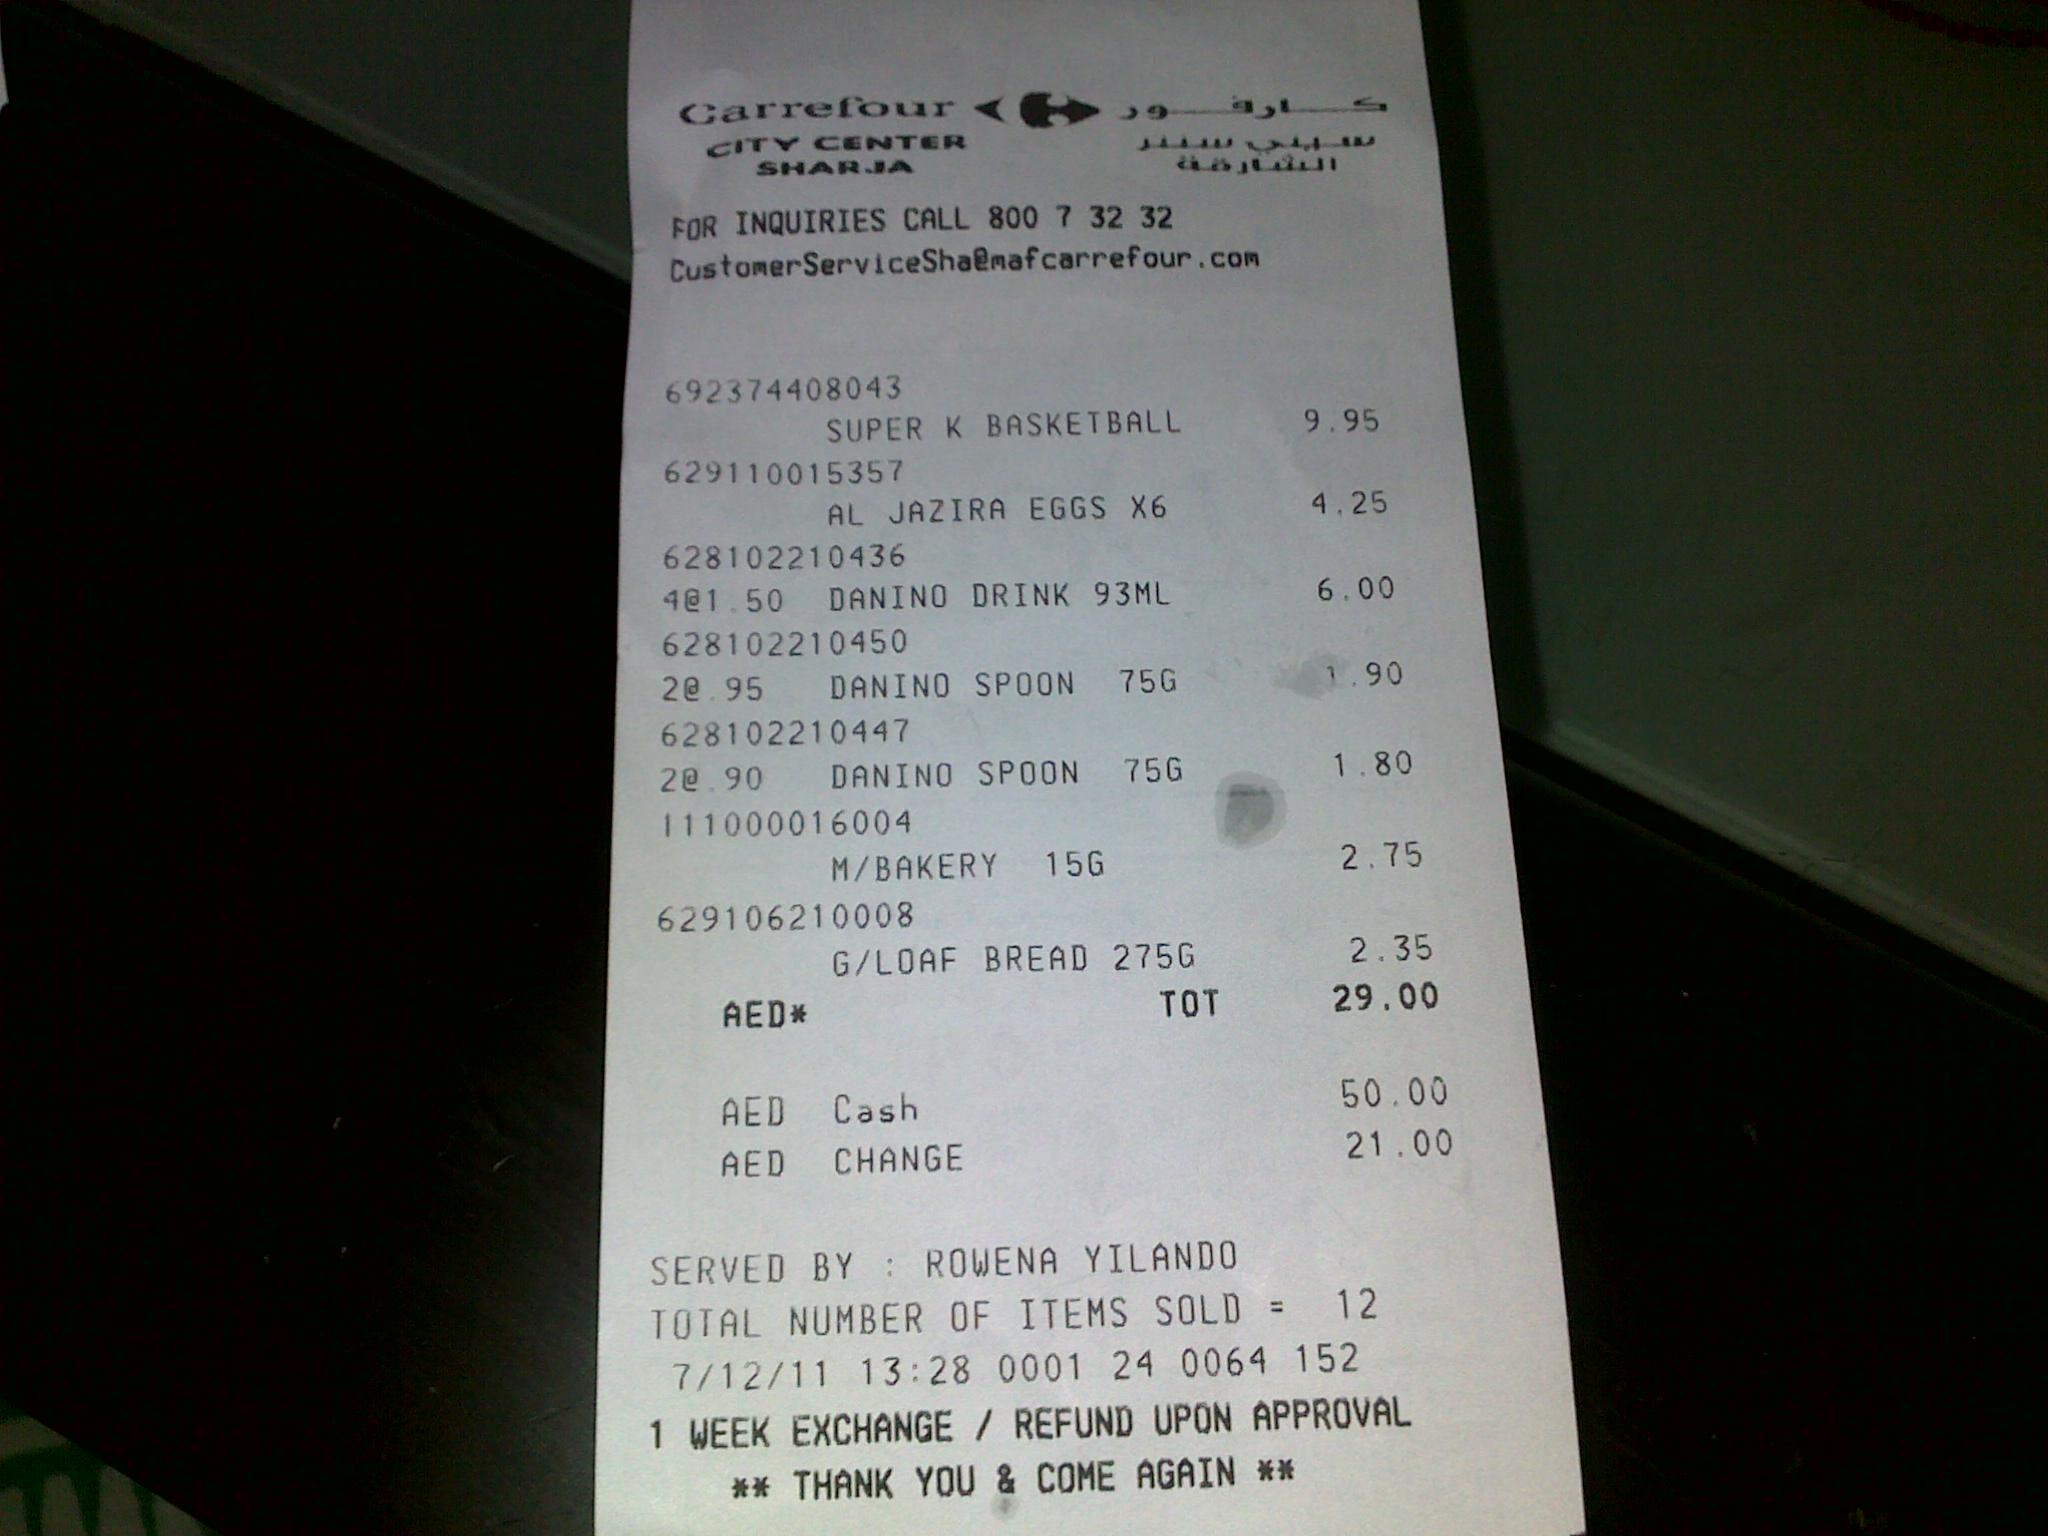 Carrefour كارفور
CITY CENTER سيتي سنتر
SHARJA الشارقة
FOR INQUIRIES CALL 800 7 32 32
CustomerServiceSha@mafcarrefour.com
692374408043
SUPER K BASKETBALL 9.95
629110015357
AL JAZIRA EGGS X6 4.25
628102210436
4@1.50 DANINO DRINK 93ML 6.00
628102210450
2@.95 DANINO SPOON 75G 1.90
628102210447
2@.90 DANINO SPOON 75G 1.80
111000016004
M/BAKERY 15G 2.75
629106210008
G/LOAF BREAD 275G 2.35
AED* TOT 29.00
AED Cash 50.00
AED CHANGE 21.00
SERVED BY : ROWENA YILANDO
TOTAL NUMBER OF ITEMS SOLD = 12
7/12/11 13:28 0001 24 0064 152
1 WEEK EXCHANGE / REFUND UPON APPROVAL
** THANK YOU & COME AGAIN **